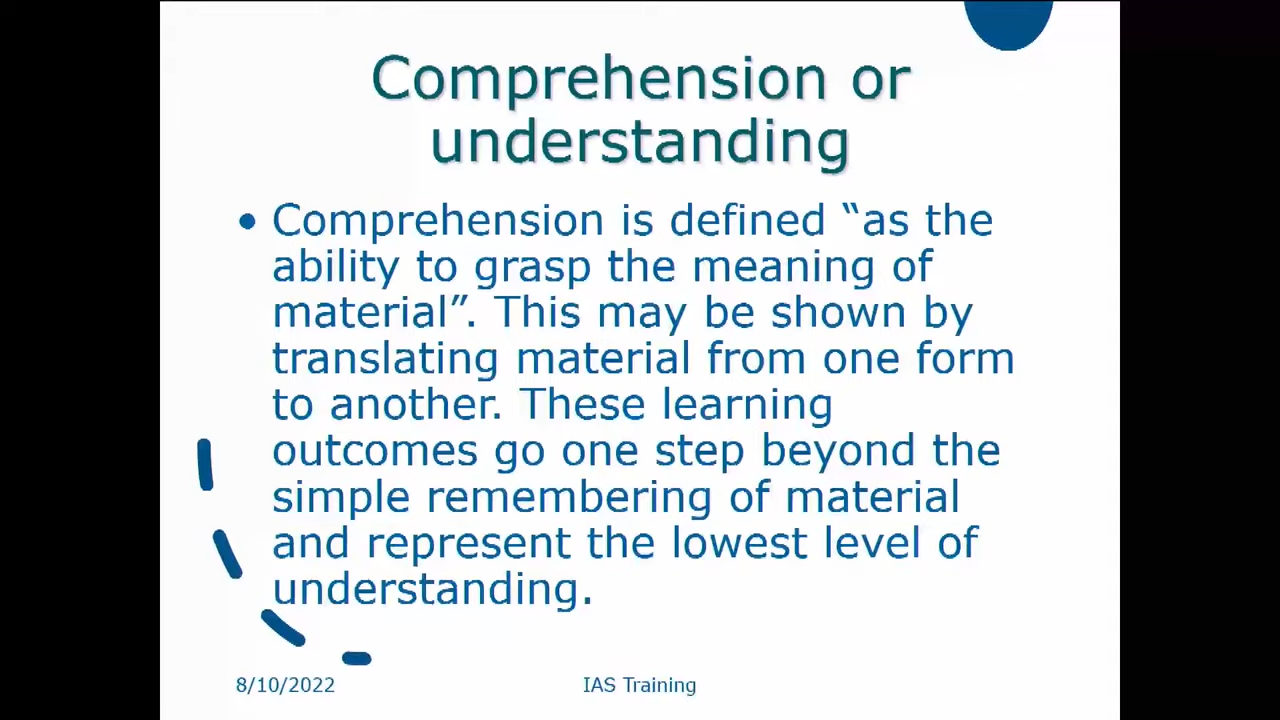 Comprehension or
understanding
• Comprehension is defined “as the
ability to grasp the meaning of
material”. This may be shown by
translating material from one form
to another. These learning
outcomes go one step beyond the
simple remembering of material
and represent the lowest level of
understanding.
8/10/2022
IAS Training